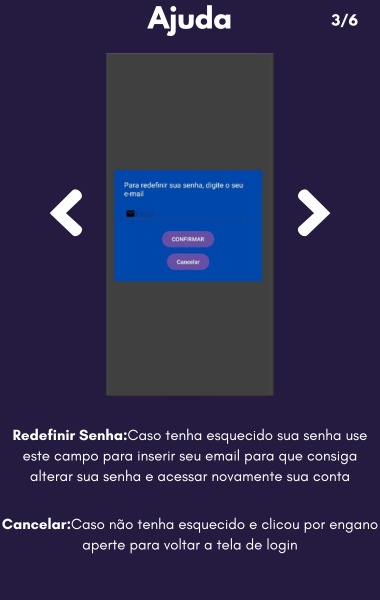 Ajuda
3/6
Para redefinir sua senha, digite o seu
e-mail
CONFIRMAR
Cancelar
Redefinir Senha:Caso tenha esquecido sua senha use
este campo para inserir seu email para que consiga
alterar sua senha e acessar novamente sua conta
Cancelar:Caso não tenha esquecido e clicou por engano
aperte para voltar a tela de login